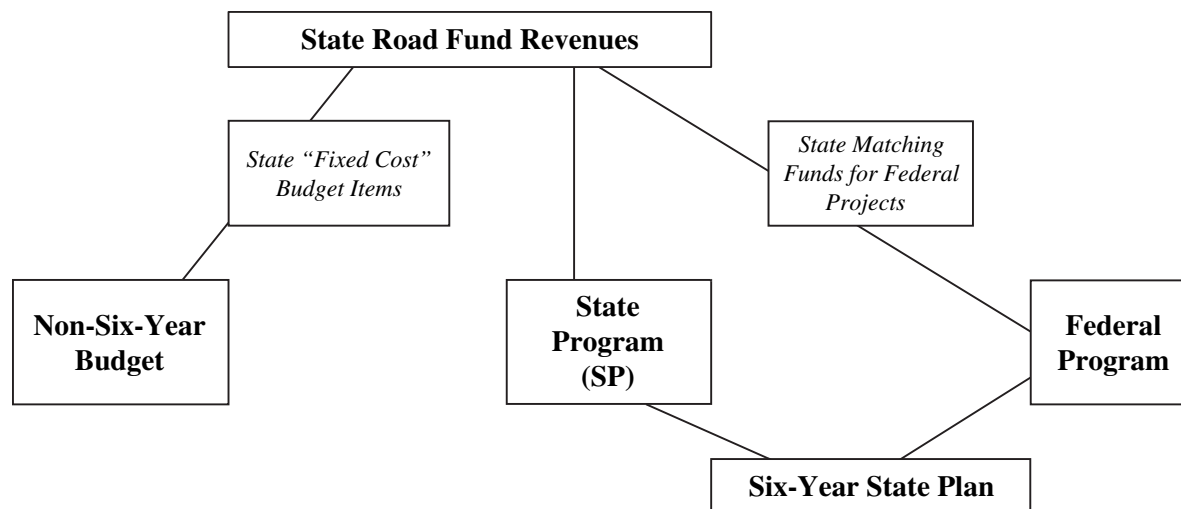 State Road Fund Revenues
State “Fixed Cost”
Budget Items
State Matching
Funds for Federal
Projects
Non-Six-Year
Budget
State
Program
(SP)
Federal
Program
Six-Year State Plan